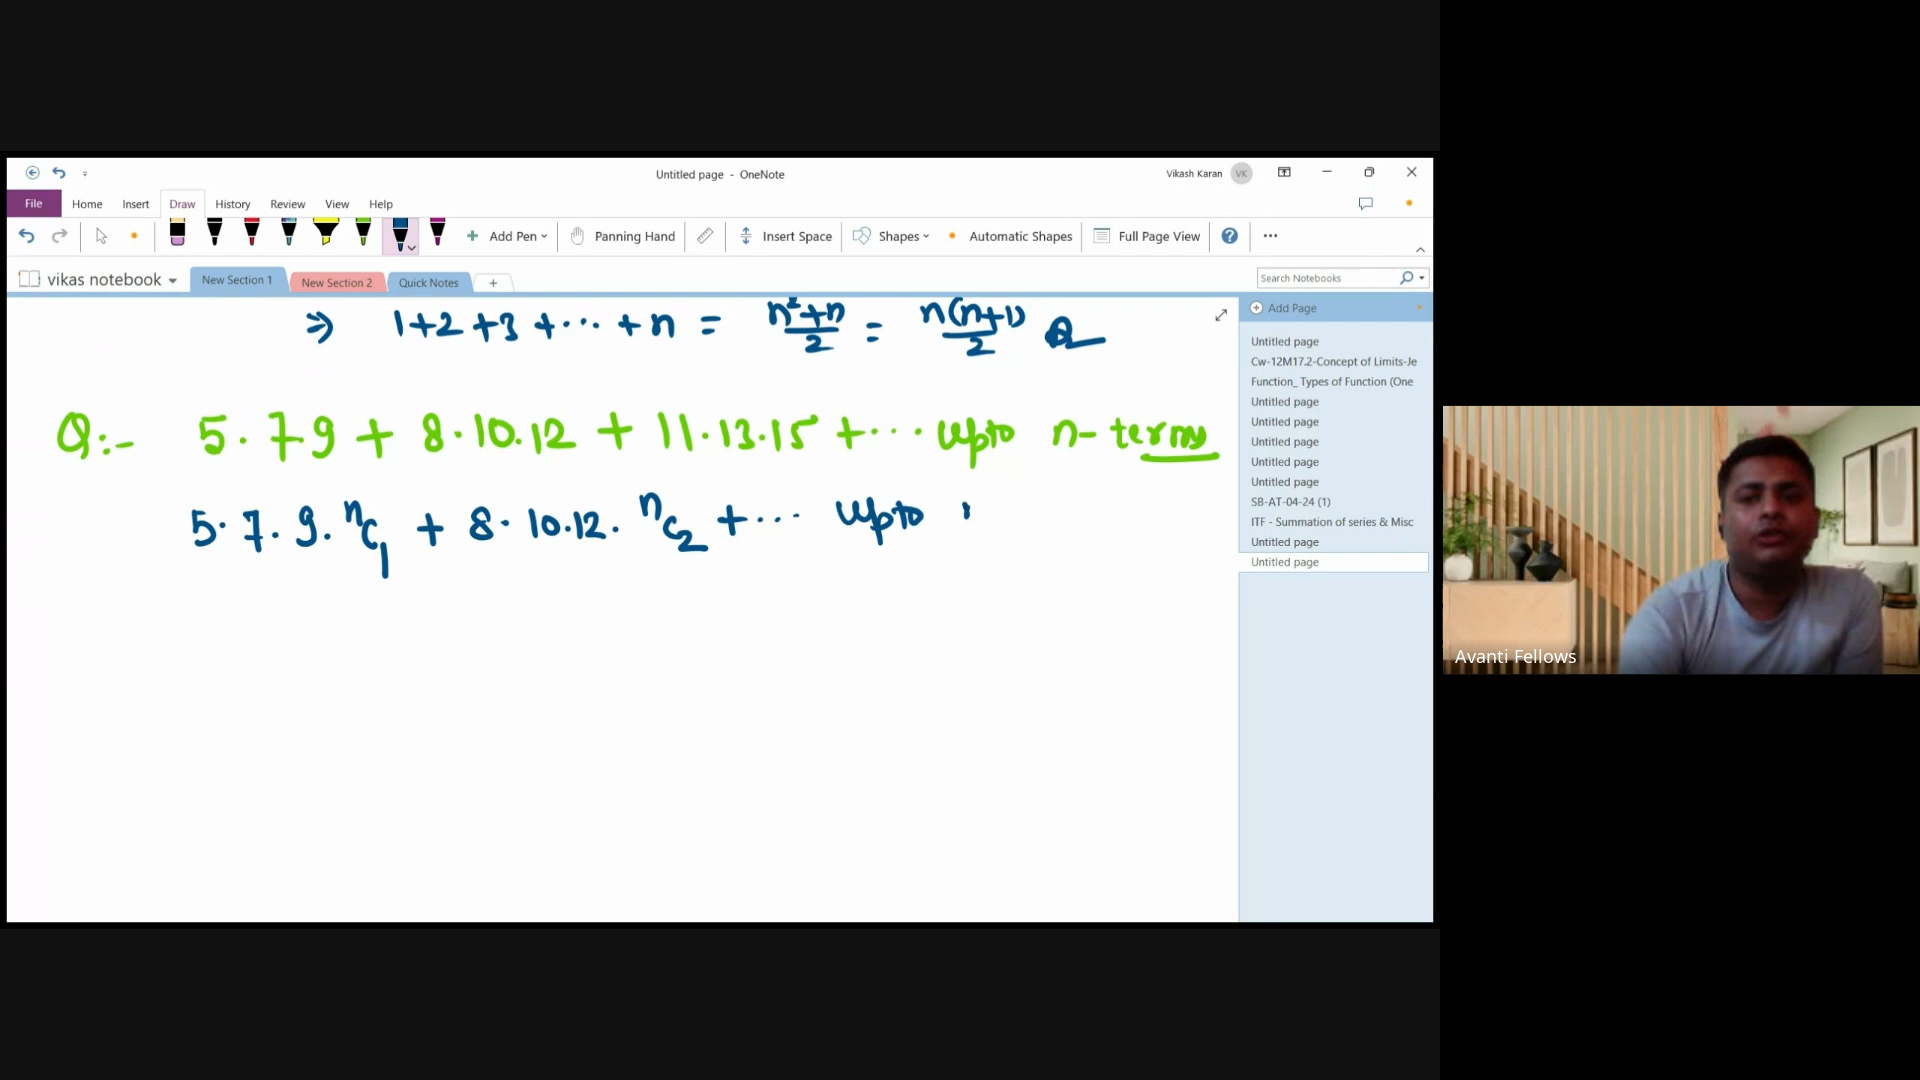 Untitled page - OneNote
Vikash Karan VK
File Home Insert Draw History Review View Help
+ Add Pen Panning Hand Insert Space Shapes Automatic Shapes Full Page View ? ...
vikas notebook New Section 1 New Section 2 Quick Notes +
Search Notebooks
⇒ 1+2+3+...+n = n²+n/2 = n(n+1)/2
Q:- 5.7.9 + 8.10.12 + 11.13.15 +... upto n-terms
5.7.9.ⁿC₁ + 8.10.12.ⁿC₂ +... upto
Add Page
Untitled page
Cw-12M17.2-Concept of Limits-Je
Function_ Types of Function (One
Untitled page
Untitled page
Untitled page
Untitled page
Untitled page
SB-AT-04-24 (1)
ITF - Summation of series & Misc
Untitled page
Untitled page
Avanti Fellows